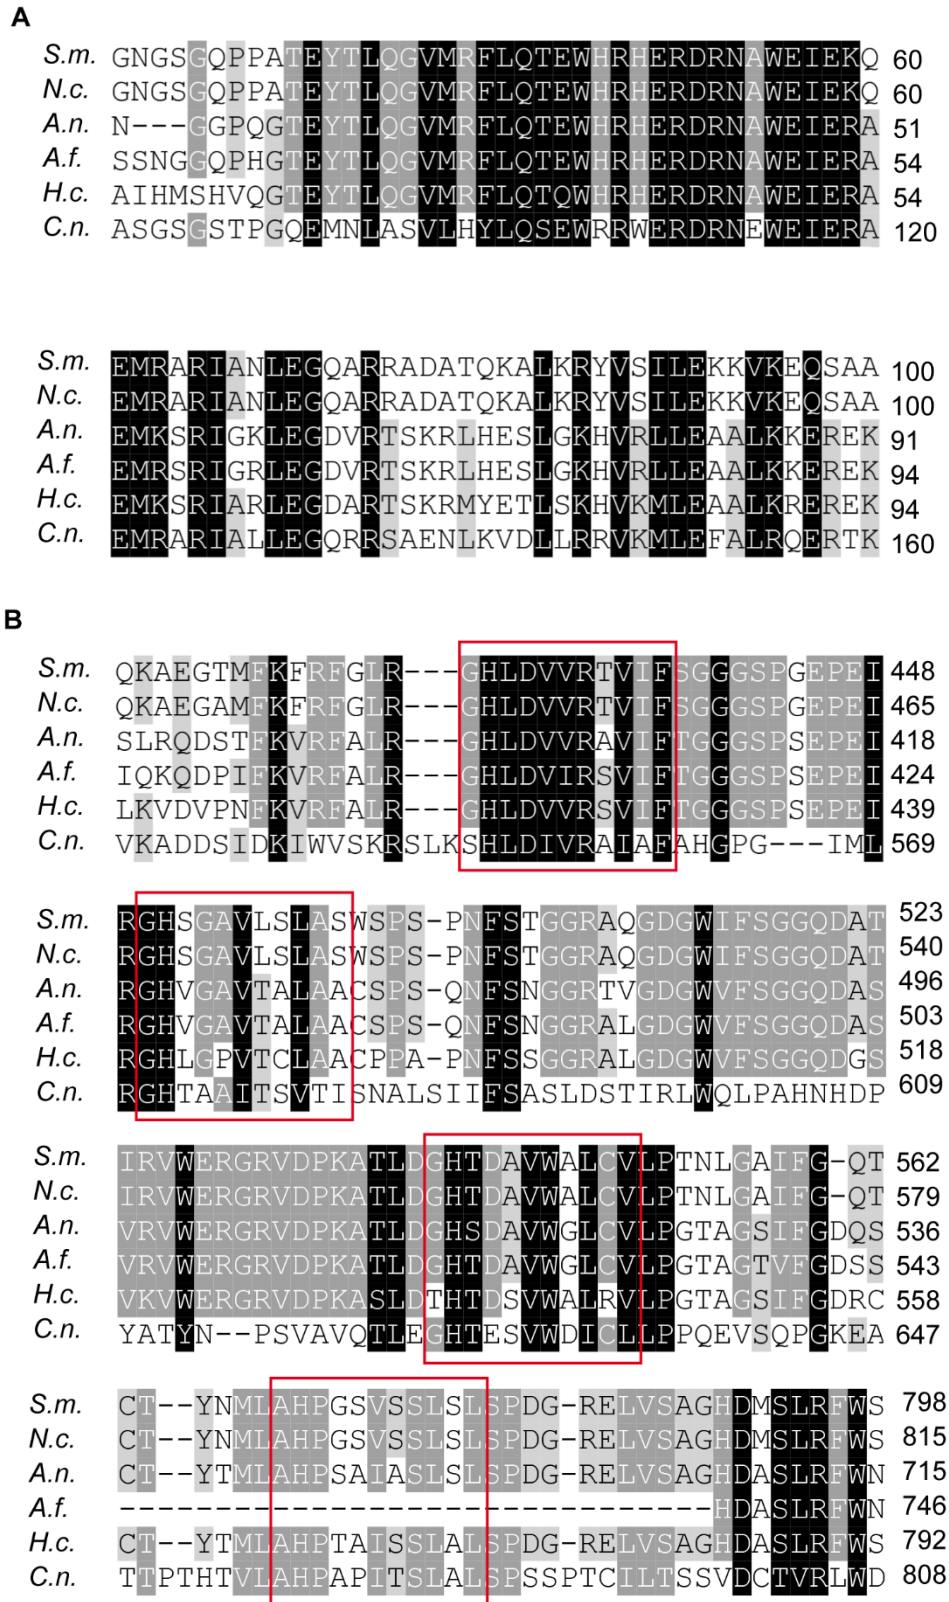 A
S.m. GNGSGQPPATEYTLQGVMRFLQTEWHRHERDRNAWEIEKQ 60
N.c. GNGSGQPPATEYTLQGVMRFLQTEWHRHERDRNAWEIEKQ 60
A.n. N---GGPQGTEYTLQGVMRFLQTEWHRHERDRNAWEIERA 51
A.f. SSNGGQPHGTEYTLQGVMRFLQTEWHRHERDRNAWEIERA 54
H.c. AIHMSHVQGTEYTLQGVMRFLQTQWHRHERDRNAWEIERA 54
C.n. ASGSGSTPGQEMNLASVLHYLQSEWRRWERDRNEWEIERA 120
S.m. EMRARIANLEGQARRADATQKALKRYVSILEKKVKEQSAA 100
N.c. EMRARIANLEGQARRADATQKALKRYVSILEKKVKEQSAA 100
A.n. EMKSRIGKLEGDVRTSKRLHESLGKHVRLLEAALKKEREK 91
A.f. EMRSRIGRLEGDVRTSKRLHESLGKHVRLLEAALKKEREK 94
H.c. EMKSRIARLEGDARTSKRMYETLSKHVKMLEAALKREREK 94
C.n. EMRARIALLEGQRRSAENLKVDLLRRVKMLEFALRQERTK 160
B
S.m. QKAEGTMFKFRFGLR---GHLDVVRTVIFSGGGSPGEPEI 448
N.c. QKAEGAMFKFRFGLR---GHLDVVRTVIFSGGGSPGEPEI 465
A.n. SLRQDSTFKVRFALR---GHLDVVRAVIFTGGGSPSEPEI 418
A.f. IQKQDPIFKVRFALR---GHLDVIRSVIFTGGGSPSEPEI 424
H.c. LKVDVPNFKVRFALR---GHLDVVRSVIFTGGGSPSEPEI 439
C.n. VKADDSIDKIWVSKRSLKSHLDIVRAIAFAHGPG---IML 569
S.m. RGHSGAVLSLASWSPS-PNFSTGGRAQGDGWIFSGGQDAT 523
N.c. RGHSGAVLSLASWSPS-PNFSTGGRAQGDGWIFSGGQDAT 540
A.n. RGHVGAVTALAACSPS-QNFSNGGRTVGDGWVFSGGQDAS 496
A.f. RGHVGAVTALAACSPS-QNFSNGGRALGDGWVFSGGQDAS 503
H.c. RGHLGPVTCLAACPPA-PNFSSGGRALGDGWVFSGGQDGS 518
C.n. RGHTAAITSVTISNALSIIFSASLDSTIRLWQLPAHNHDP 609
S.m. IRVWERGRVDPKATLDGHTDAVWALCVLPTNLGAIFG-QT 562
N.c. IRVWERGRVDPKATLDGHTDAVWALCVLPTNLGAIFG-QT 579
A.n. VRVWERGRVDPKATLDGHSDAVWGLCVLPGTAGSIFGDQS 536
A.f. VRVWERGRVDPKATLDGHTDAVWGLCVLPGTAGTVFGDSS 543
H.c. VKVWERGRVDPKASLDTHTDSVWALRVLPGTAGSIFGDRC 558
C.n. YATYN--PSVAVQTLEGHTESVWDICLLPPQEVSQPGKEA 647
S.m. CT--YNMLAHPGSVSSLSLSPDG-RELVSAGHDMSLRFWS 798
N.c. CT--YNMLAHPGSVSSLSLSPDG-RELVSAGHDMSLRFWS 815
A.n. CT--YTMLAHPSAIASLSLSPDG-RELVSAGHDASLRFWN 715
A.f. -------------------------------HDASLRFWN 746
H.c. CT--YTMLAHPTAISSLALSPDG-RELVSAGHDASLRFWS 792
C.n. TTPTHTVLAHPAPITSLALSPSSPTCILTSSVDCTVRLWD 808